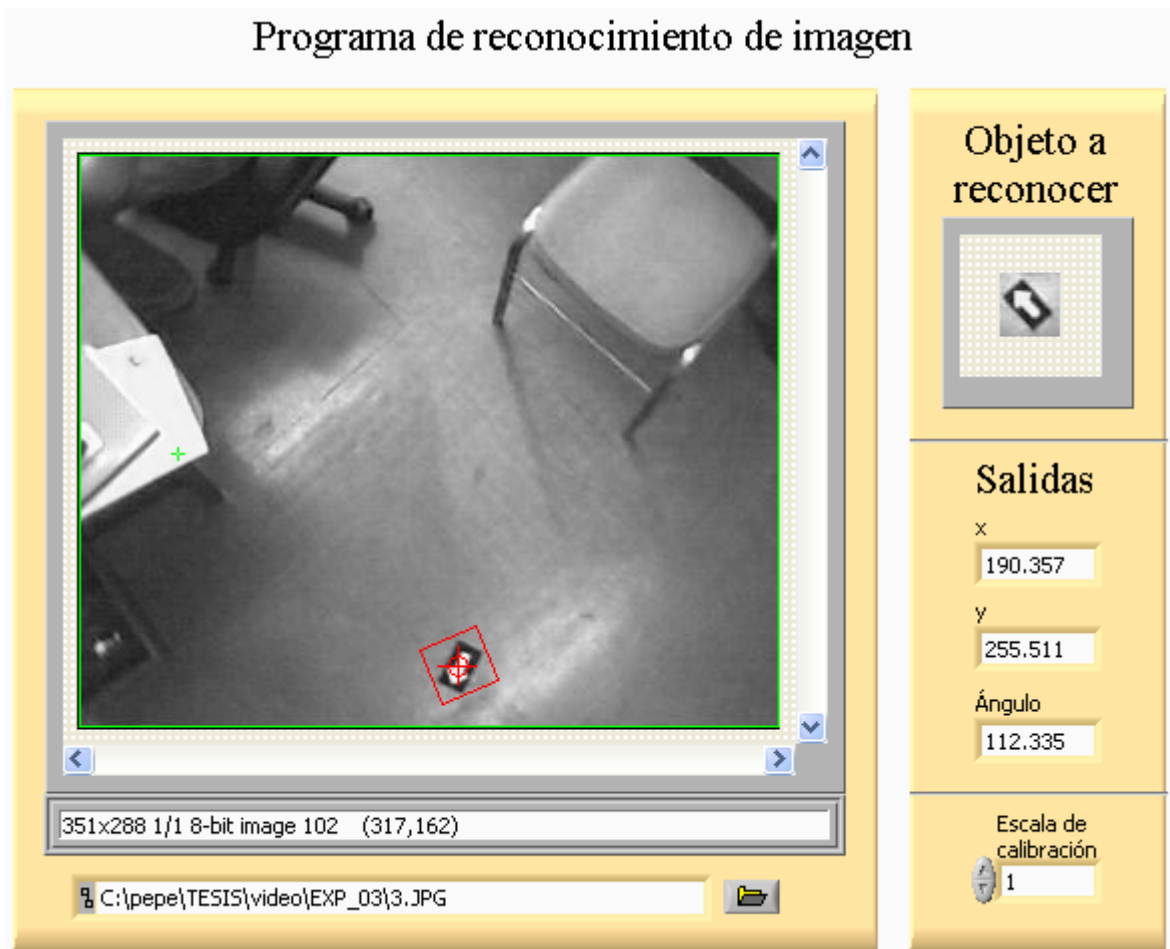 Programa de reconocimiento de imagen
Objeto a
reconocer
Salidas
x
190.357
y
255.511
Ángulo
112.335
351x288 1/1 8-bit image 102 (317,162)
Escala de
calibración
1
C:\pepe\TESIS\video\EXP_03\3.JPG